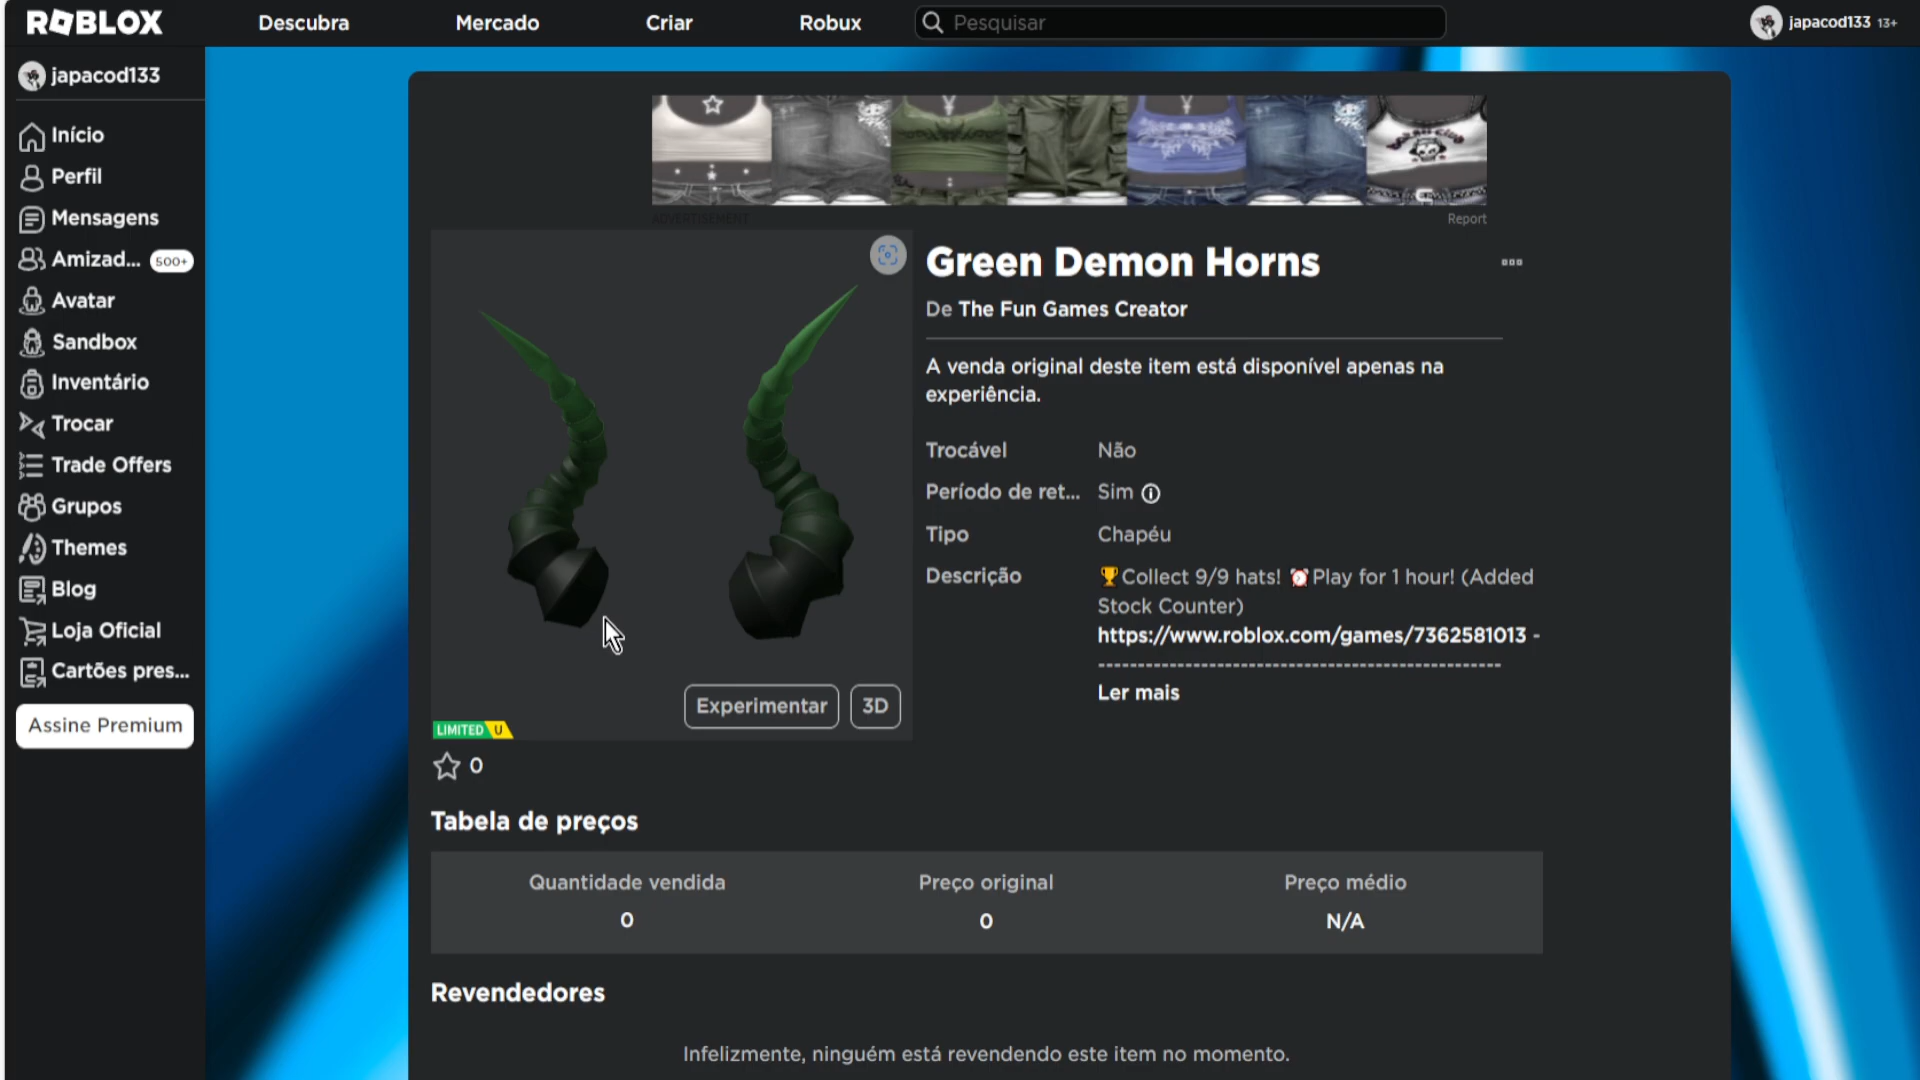 ROBLOX
Descubra
Mercado
Criar
Robux
Pesquisar
japacod133 13+
japacod133
Início
Perfil
Mensagens
Amizad... 500+
Avatar
Sandbox
Inventário
Trocar
Trade Offers
Grupos
Themes
Blog
Loja Oficial
Cartões pres...
Assine Premium
ADVERTISEMENT
Report
Green Demon Horns
De The Fun Games Creator
A venda original deste item está disponível apenas na
experiência.
Trocável Não
Período de ret... Sim
Tipo Chapéu
Descrição 🏆Collect 9/9 hats! ⏰Play for 1 hour! (Added
Stock Counter)
https://www.roblox.com/games/7362581013 -
--------------------------------------------------
Ler mais
Experimentar
3D
LIMITED U
0
Tabela de preços
Quantidade vendida
0
Preço original
0
Preço médio
N/A
Revendedores
Infelizmente, ninguém está revendendo este item no momento.